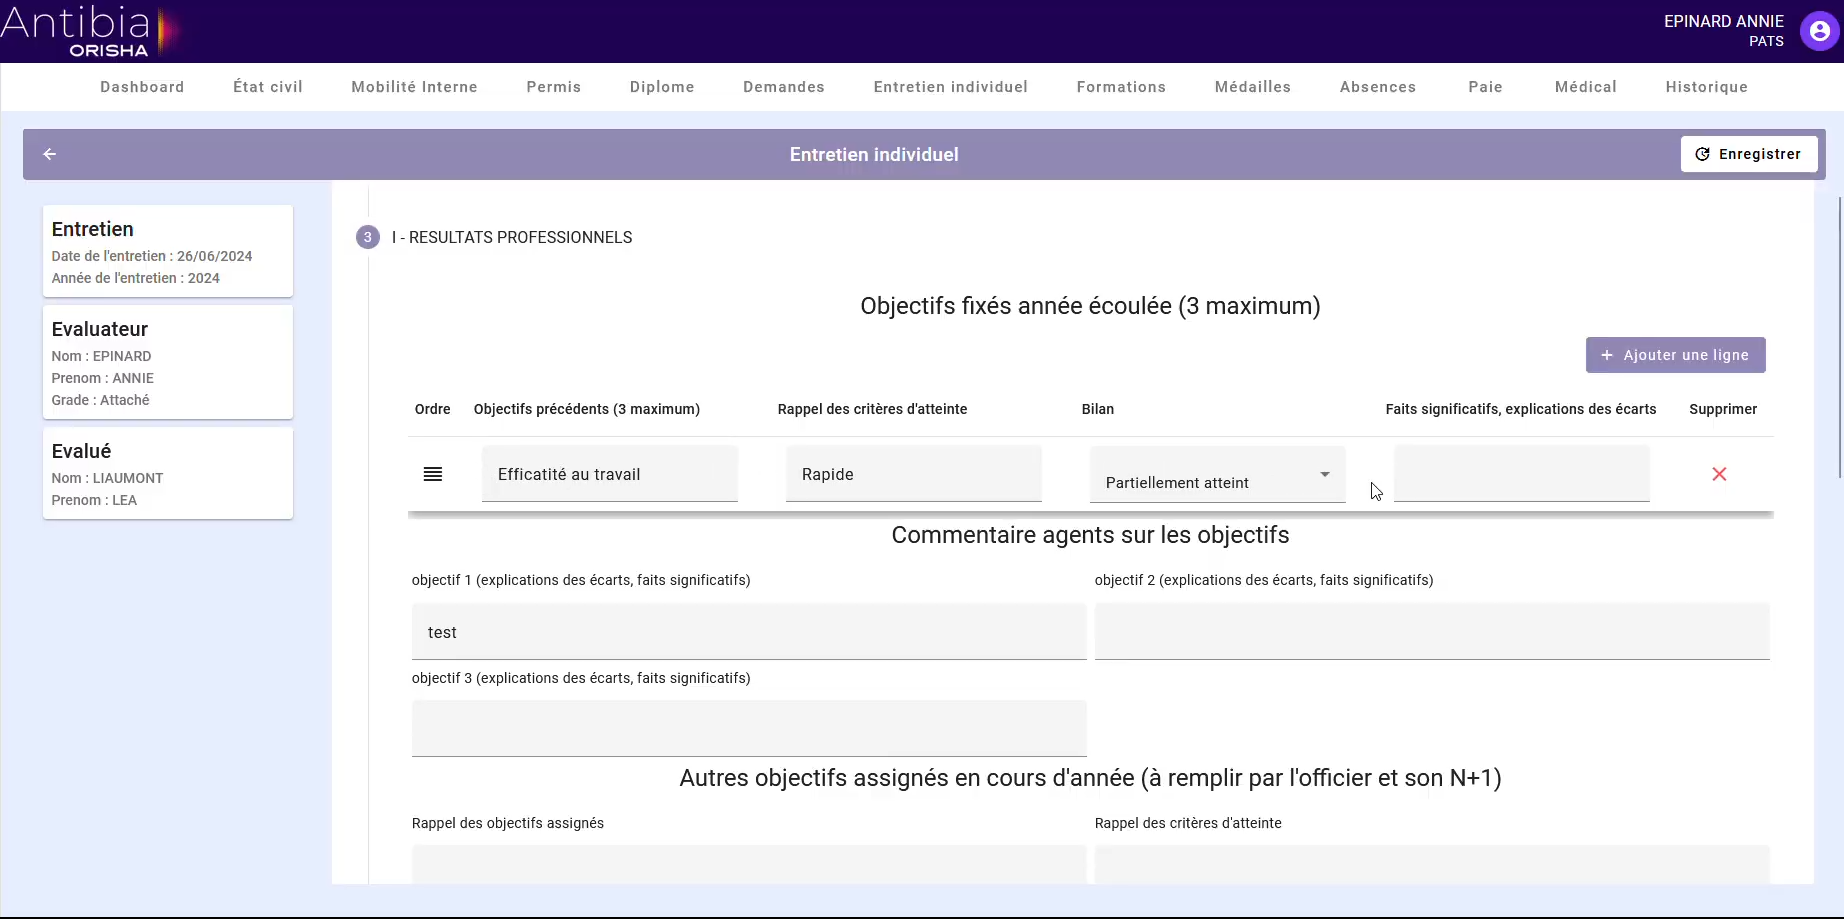 Antibia
ORISHA
EPINARD ANNIE
PATS
Dashboard État civil Mobilité Interne Permis Diplome Demandes Entretien individuel Formations Médailles Absences Paie Médical Historique
Entretien individuel
Enregistrer
Entretien
Date de l'entretien : 26/06/2024
Année de l'entretien : 2024
Evaluateur
Nom : EPINARD
Prenom : ANNIE
Grade : Attaché
Evalué
Nom : LIAUMONT
Prenom : LEA
3 I - RESULTATS PROFESSIONNELS
Objectifs fixés année écoulée (3 maximum)
+ Ajouter une ligne
Ordre Objectifs précédents (3 maximum) Rappel des critères d'atteinte Bilan Faits significatifs, explications des écarts Supprimer
Efficatité au travail Rapide Partiellement atteint
Commentaire agents sur les objectifs
objectif 1 (explications des écarts, faits significatifs) objectif 2 (explications des écarts, faits significatifs)
test
objectif 3 (explications des écarts, faits significatifs)
Autres objectifs assignés en cours d'année (à remplir par l'officier et son N+1)
Rappel des objectifs assignés Rappel des critères d'atteinte